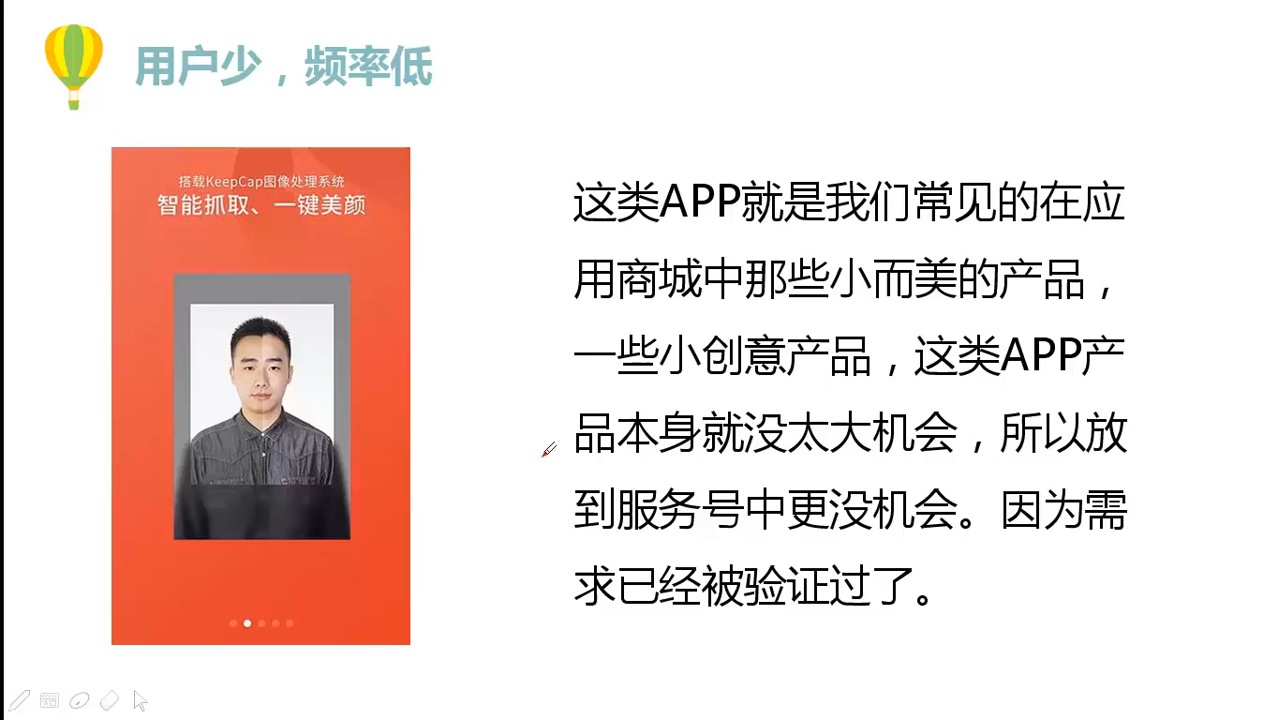 用户少，频率低
搭载KeepCap图像处理系统
智能抓取、一键美颜
这类APP就是我们常见的在应
用商城中那些小而美的产品，
一些小创意产品，这类APP产
品本身就没太大机会，所以放
到服务号中更没机会。因为需
求已经被验证过了。